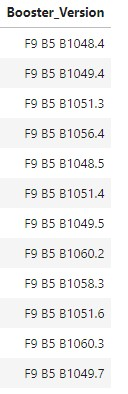 Booster_Version
F9 B5 B1048.4
F9 B5 B1049.4
F9 B5 B1051.3
F9 B5 B1056.4
F9 B5 B1048.5
F9 B5 B1051.4
F9 B5 B1049.5
F9 B5 B1060.2
F9 B5 B1058.3
F9 B5 B1051.6
F9 B5 B1060.3
F9 B5 B1049.7